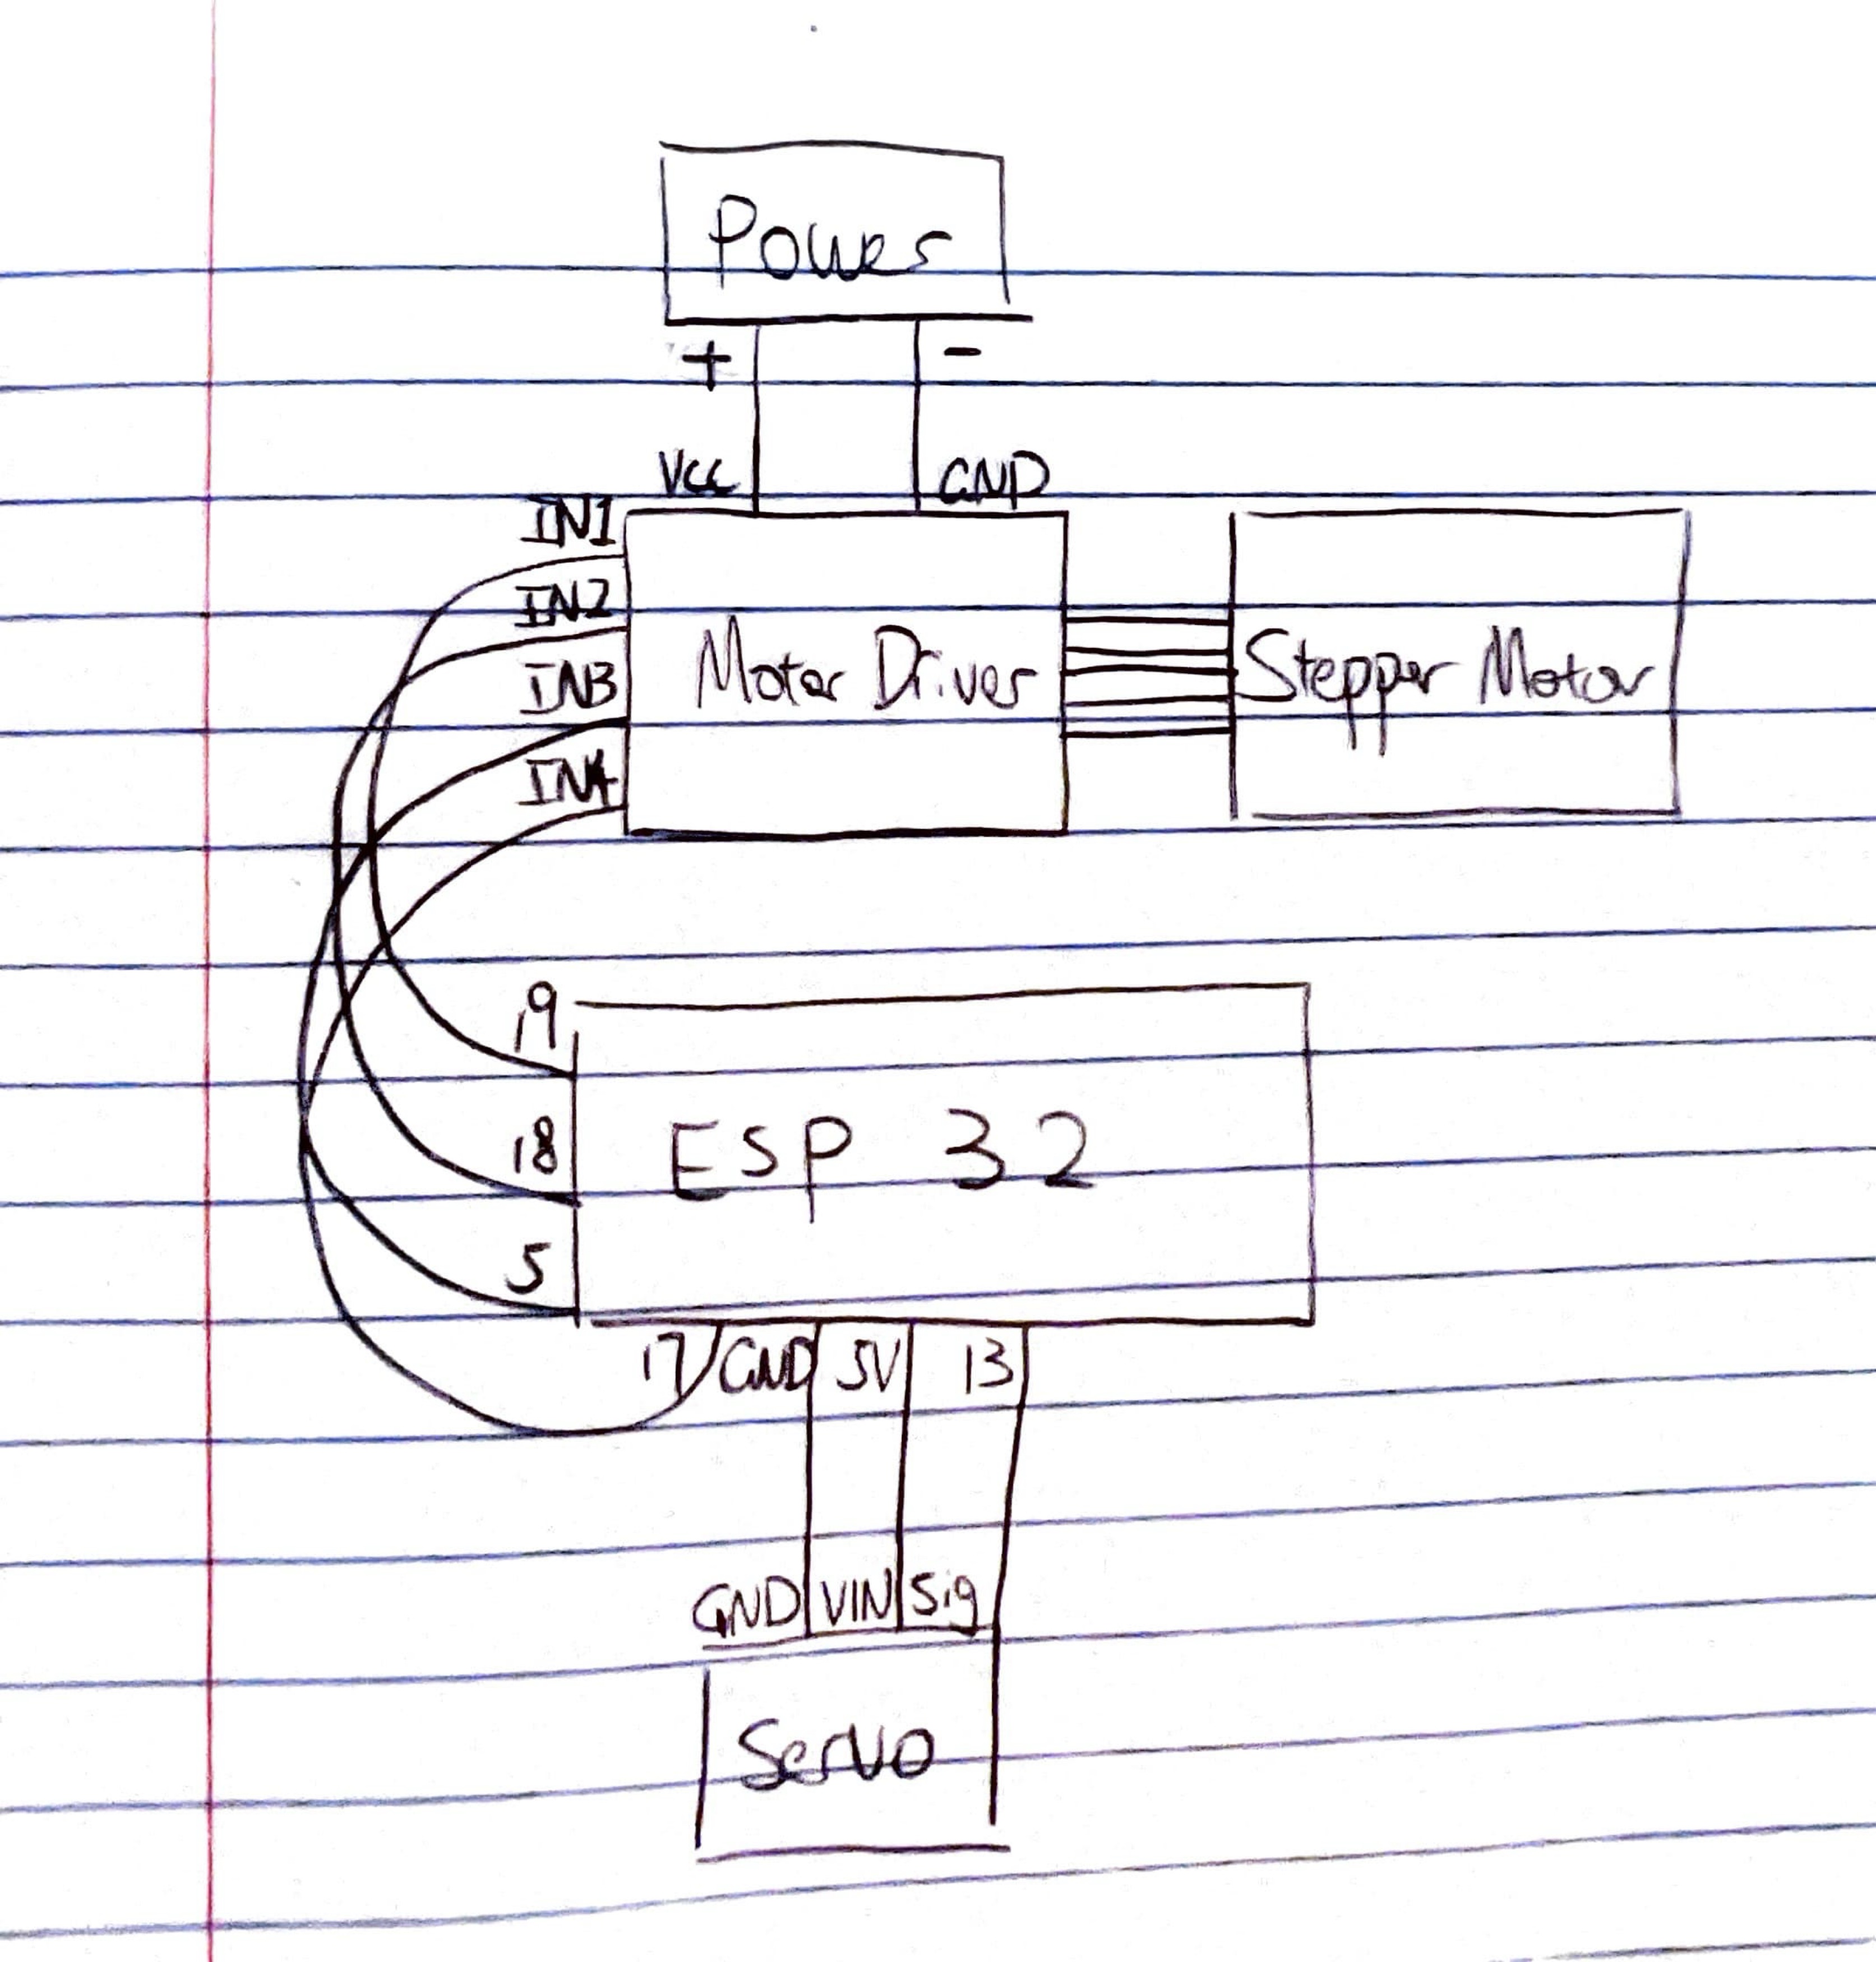 Power
+ -
VCC GND
IN1
IN2
IN3
IN4
Motor Driver
Stepper Motor
19
18
5
ESP 32
17 GND 5V 13
GND VIN Sig
Servo